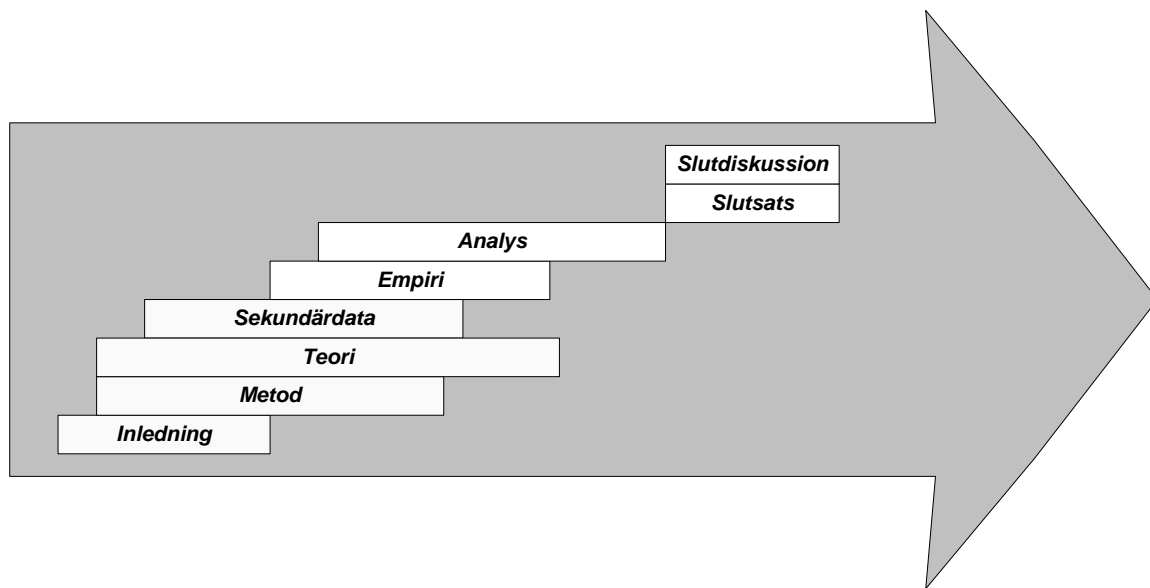 Slutdiskussion
Slutsats
Analys
Empiri
Sekundärdata
Teori
Metod
Inledning